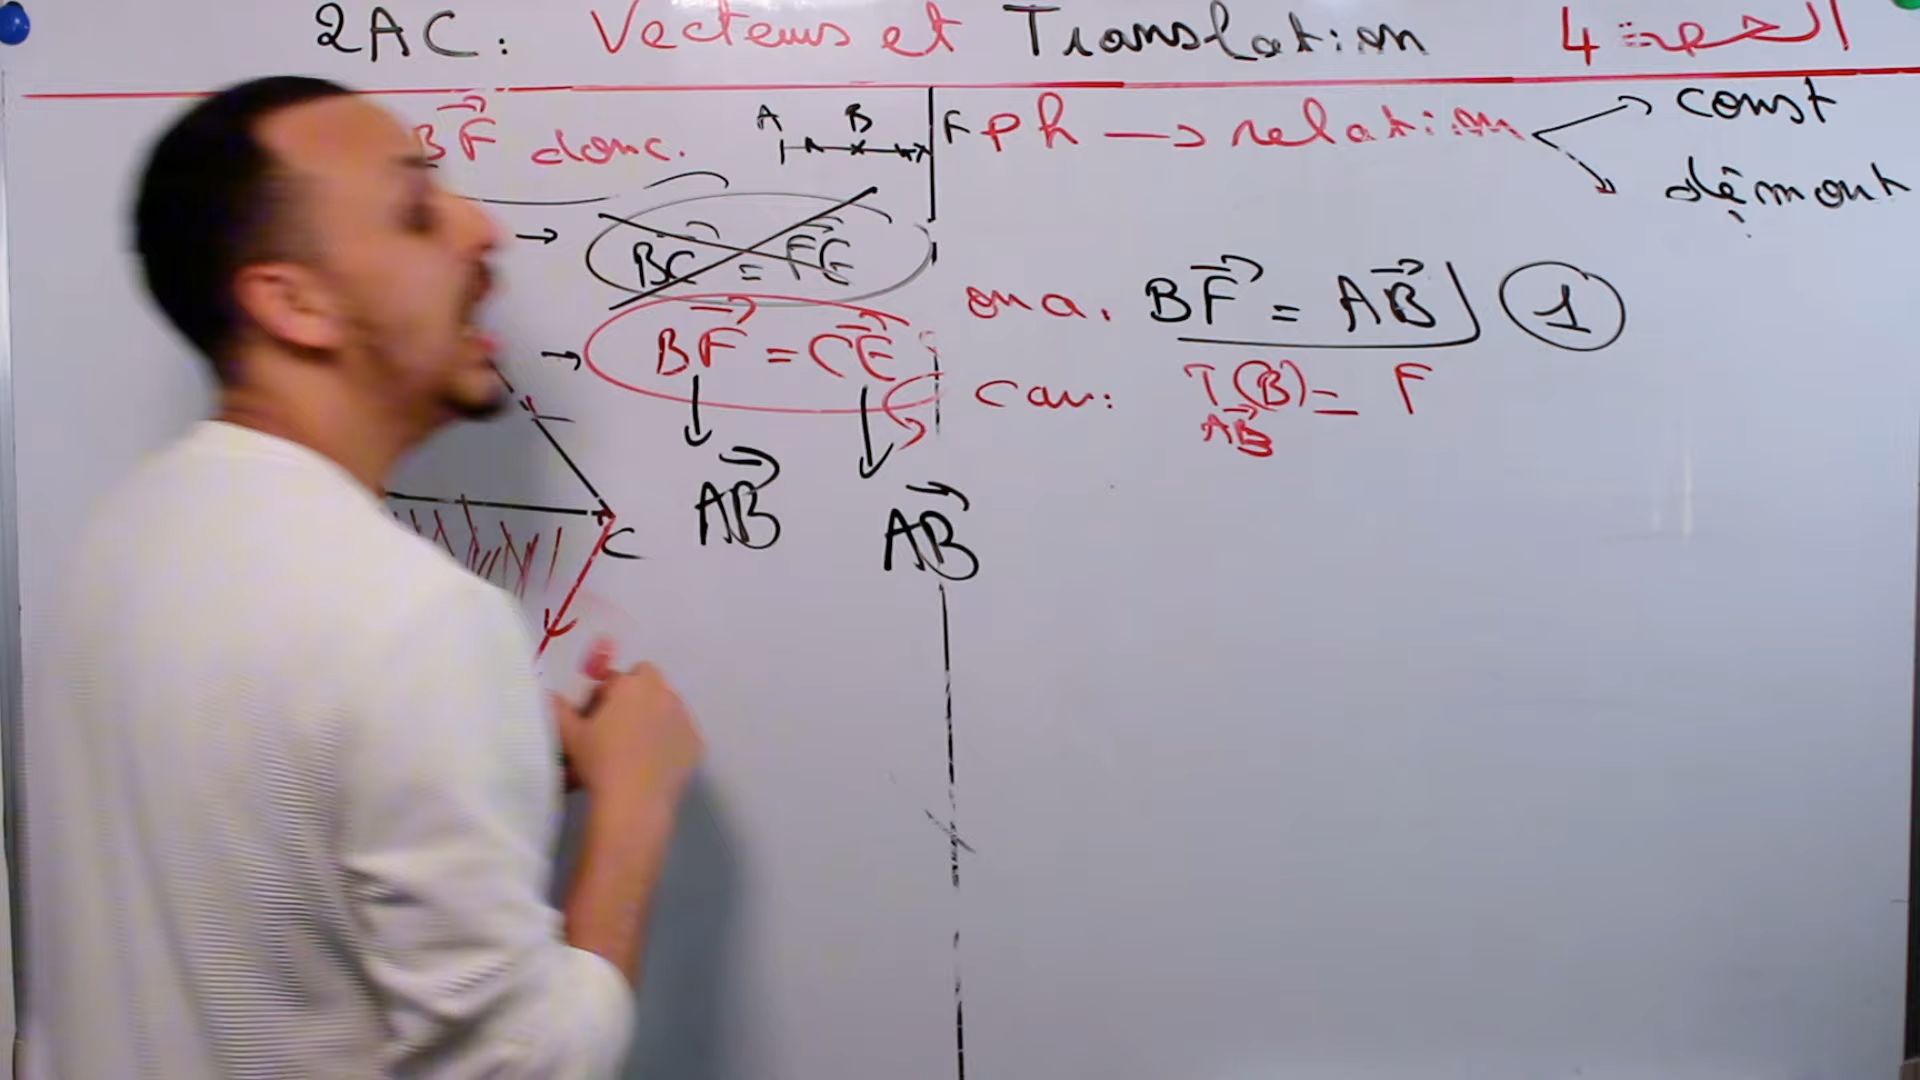 2AC: Vecteurs et Translation الحصة 4
BF donc.
A B F
BC = FE
BF = CE
AB AB
C
ph → relation
const
démont
on a. BF = AB 1
car: T(B) = F
AB